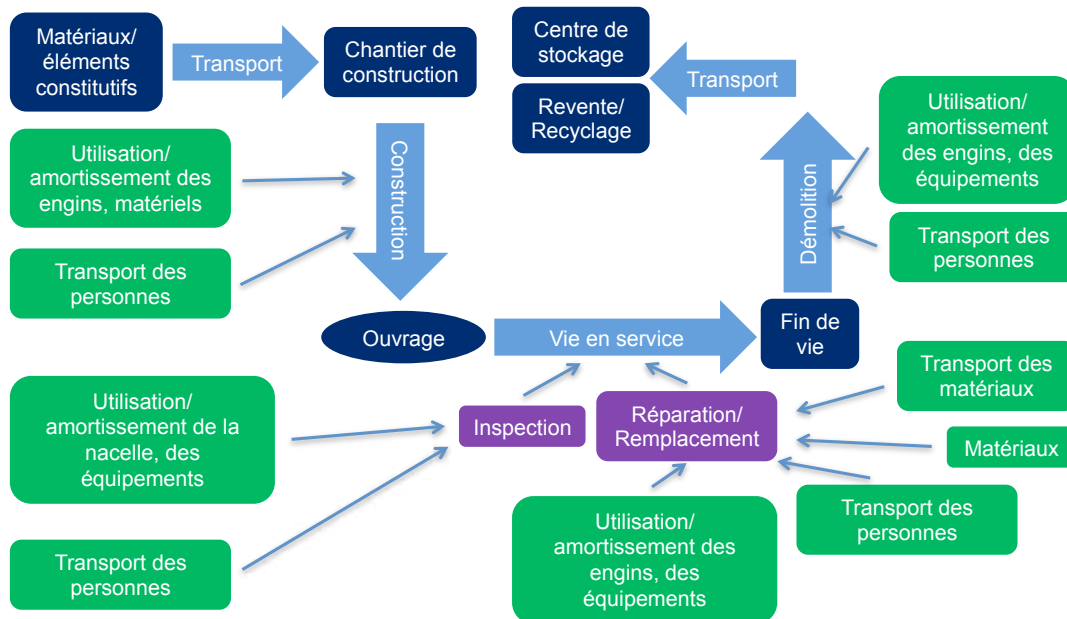 Matériaux/
éléments
constitutifs
Transport
Chantier de
construction
Centre de
stockage
Revente/
Recyclage
Transport
Utilisation/
amortissement
des engins, des
équipements
Utilisation/
amortissement des
engins, matériels
Construction
Démolition
Transport des
personnes
Transport des
personnes
Ouvrage
Vie en service
Fin de
vie
Transport des
matériaux
Utilisation/
amortissement de la
nacelle, des
équipements
Inspection
Réparation/
Remplacement
Matériaux
Transport des
personnes
Utilisation/
amortissement des
engins, des
équipements
Transport des
personnes